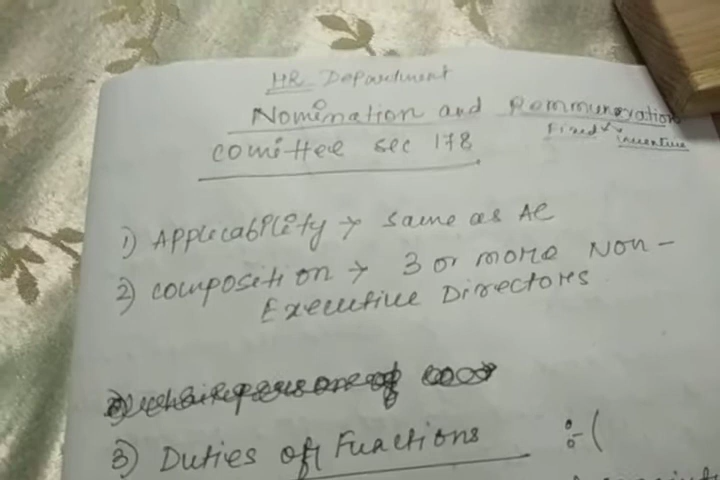 HR Department
Nomination and Remmuneration
Fixed incentive
comittee sec 178
1) Applicability → same as AC
2) composition → 3 or more Non-
Executive Directors
3) Duties of Functions :-(